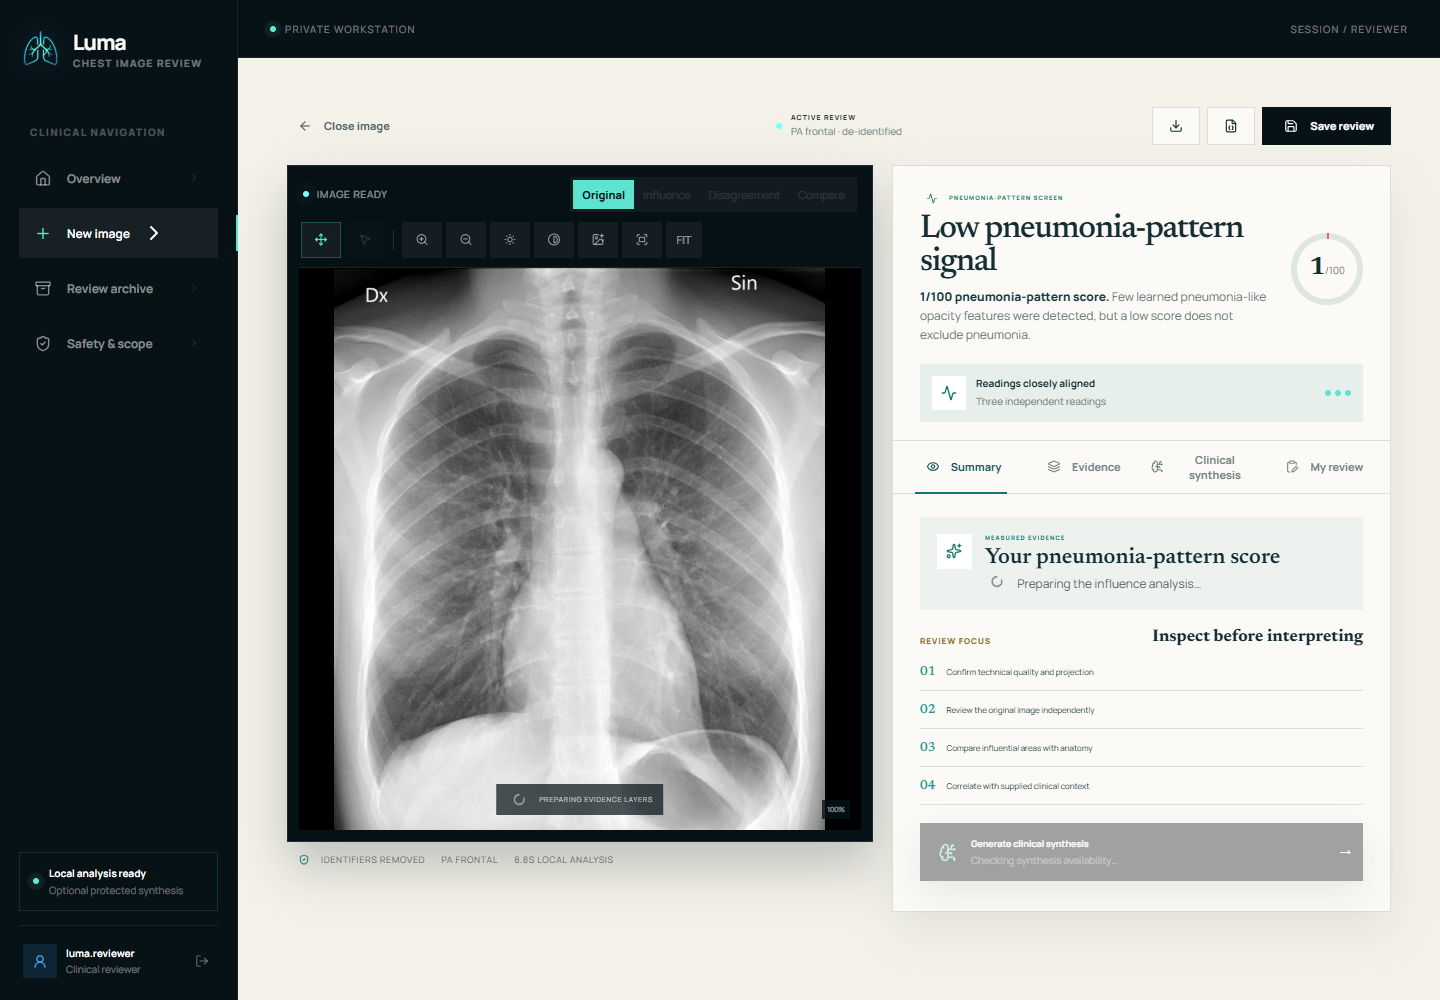 Luma
CHEST IMAGE REVIEW
CLINICAL NAVIGATION
Overview
New image
Review archive
Safety & scope
Local analysis ready
Optional protected synthesis
luma.reviewer
Clinical reviewer
PRIVATE WORKSTATION
SESSION / REVIEWER
Close image
ACTIVE REVIEW
PA frontal · de-identified
Save review
IMAGE READY
Original
Influence
Disagreement
Compare
FIT
Dx
Sin
PREPARING EVIDENCE LAYERS
100%
IDENTIFIERS REMOVED
PA FRONTAL
8.8S LOCAL ANALYSIS
PNEUMONIA-PATTERN SCREEN
Low pneumonia-pattern
signal
1/100
1/100 pneumonia-pattern score. Few learned pneumonia-like
opacity features were detected, but a low score does not
exclude pneumonia.
Readings closely aligned
Three independent readings
Summary
Evidence
Clinical
synthesis
My review
MEASURED EVIDENCE
Your pneumonia-pattern score
Preparing the influence analysis...
REVIEW FOCUS
Inspect before interpreting
01 Confirm technical quality and projection
02 Review the original image independently
03 Compare influential areas with anatomy
04 Correlate with supplied clinical context
Generate clinical synthesis
Checking synthesis availability...
→